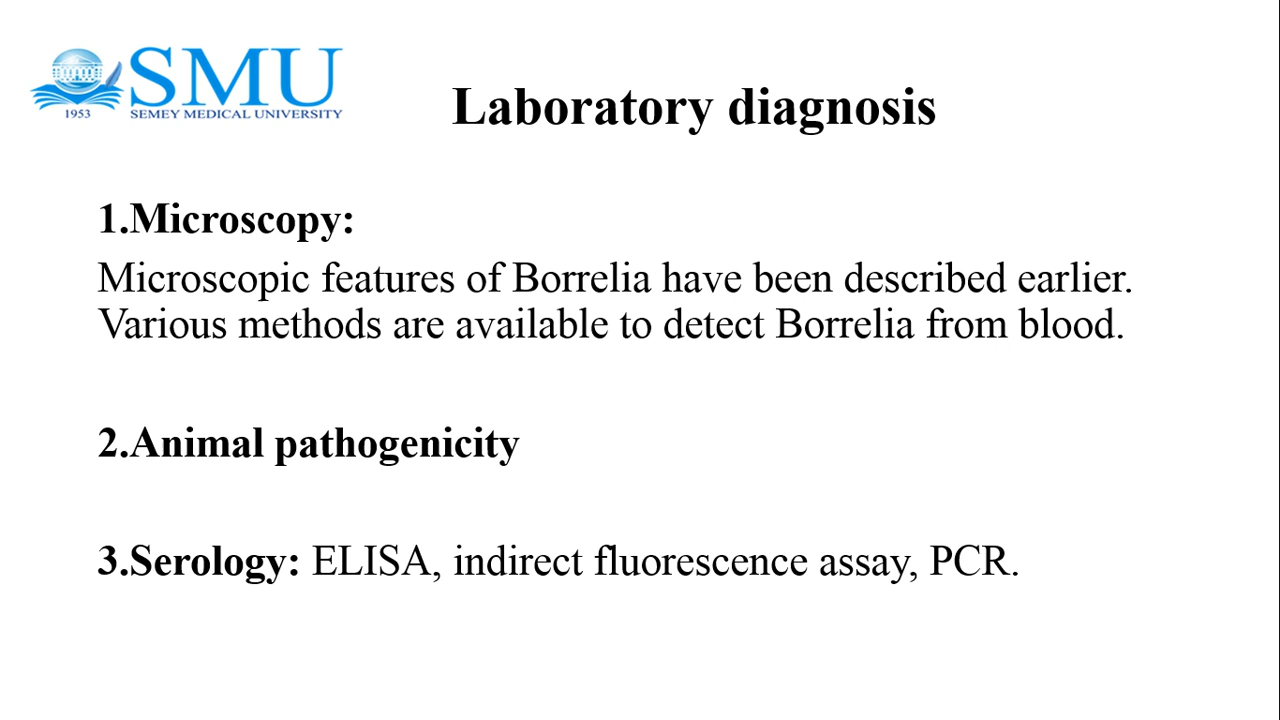 SMU
1953 SEMEY MEDICAL UNIVERSITY
Laboratory diagnosis
1.Microscopy:
Microscopic features of Borrelia have been described earlier.
Various methods are available to detect Borrelia from blood.
2.Animal pathogenicity
3.Serology: ELISA, indirect fluorescence assay, PCR.